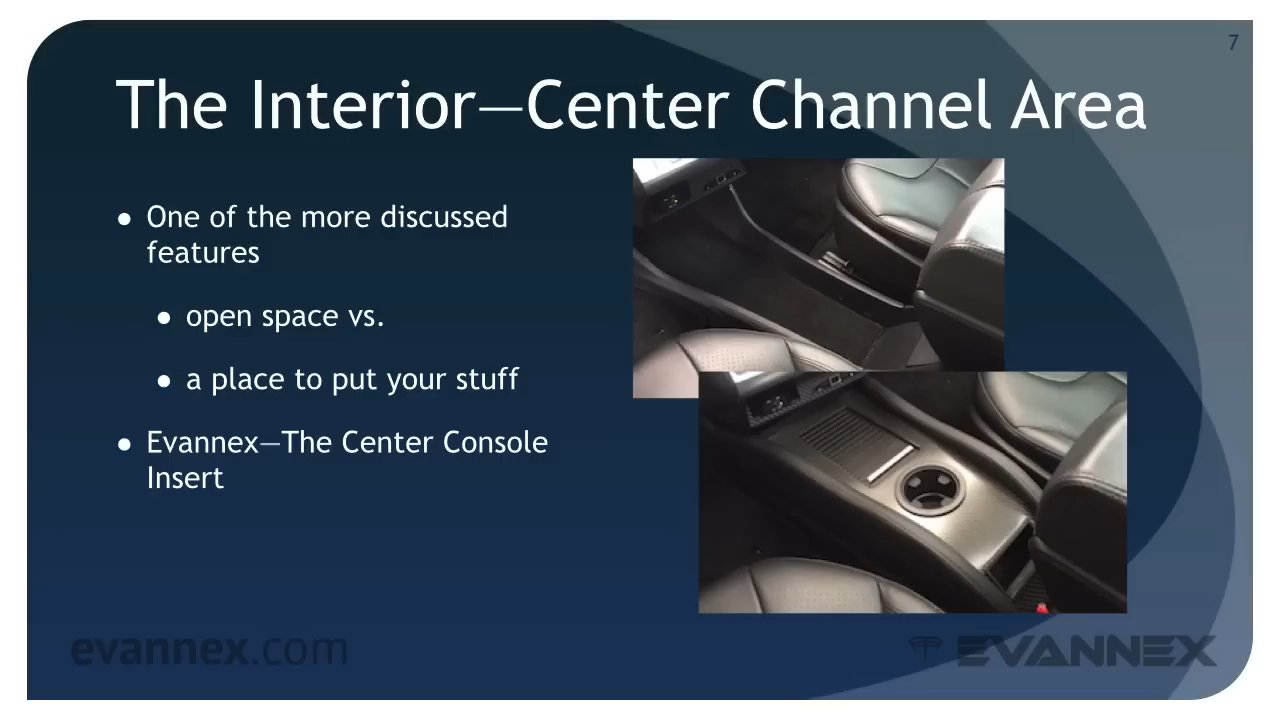 7
The Interior—Center Channel Area
● One of the more discussed
features
● open space vs.
● a place to put your stuff
● Evannex—The Center Console
Insert
evannex.com
EVANNEX